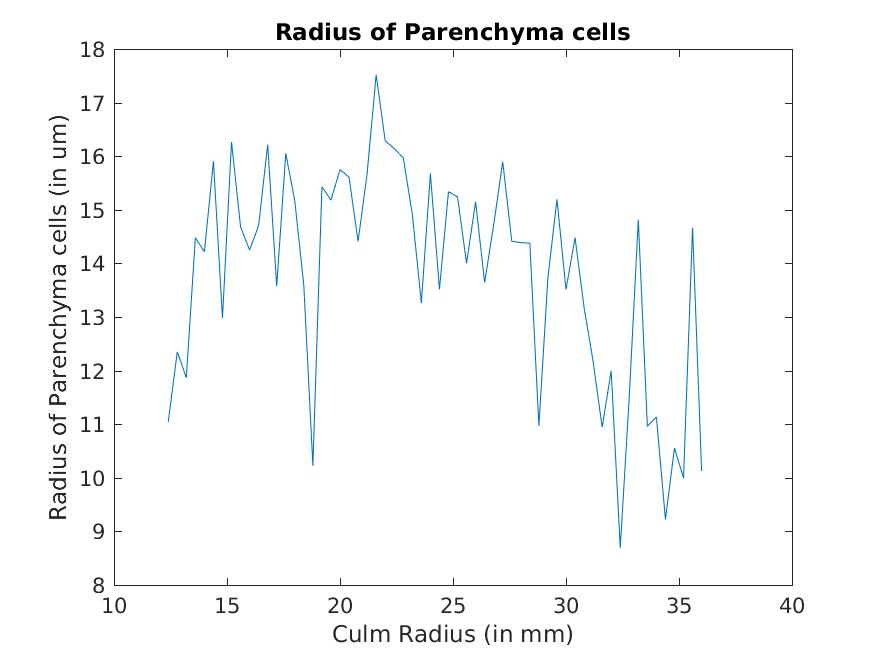 Radius of Parenchyma cells
Radius of Parenchyma cells (in um)
18
17
16
15
14
13
12
11
10
9
8
10 15 20 25 30 35 40
Culm Radius (in mm)